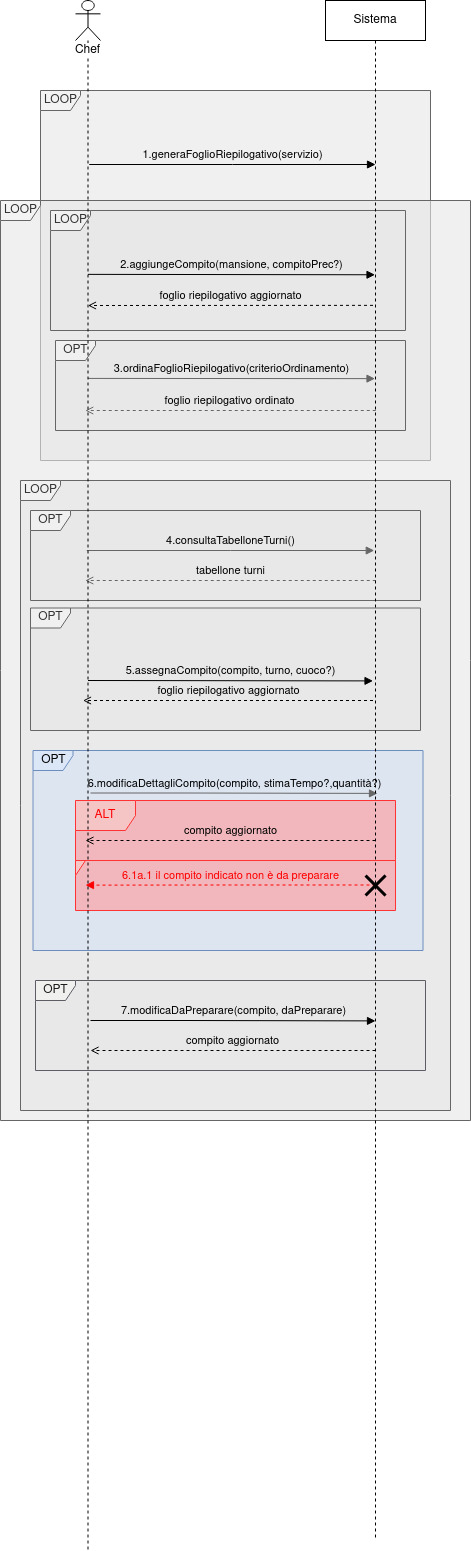 Chef
Sistema
LOOP
1.generaFoglioRiepilogativo(servizio)
LOOP
LOOP
2.aggiungeCompito(mansione, compitoPrec?)
foglio riepilogativo aggiornato
OPT
3.ordinaFoglioRiepilogativo(criterioOrdinamento)
foglio riepilogativo ordinato
LOOP
OPT
4.consultaTabelloneTurni()
tabellone turni
OPT
5.assegnaCompito(compito, turno, cuoco?)
foglio riepilogativo aggiornato
OPT
6.modificaDettagliCompito(compito, stimaTempo?,quantità?)
ALT
compito aggiornato
6.1a.1 il compito indicato non è da preparare
OPT
7.modificaDaPreparare(compito, daPreparare)
compito aggiornato